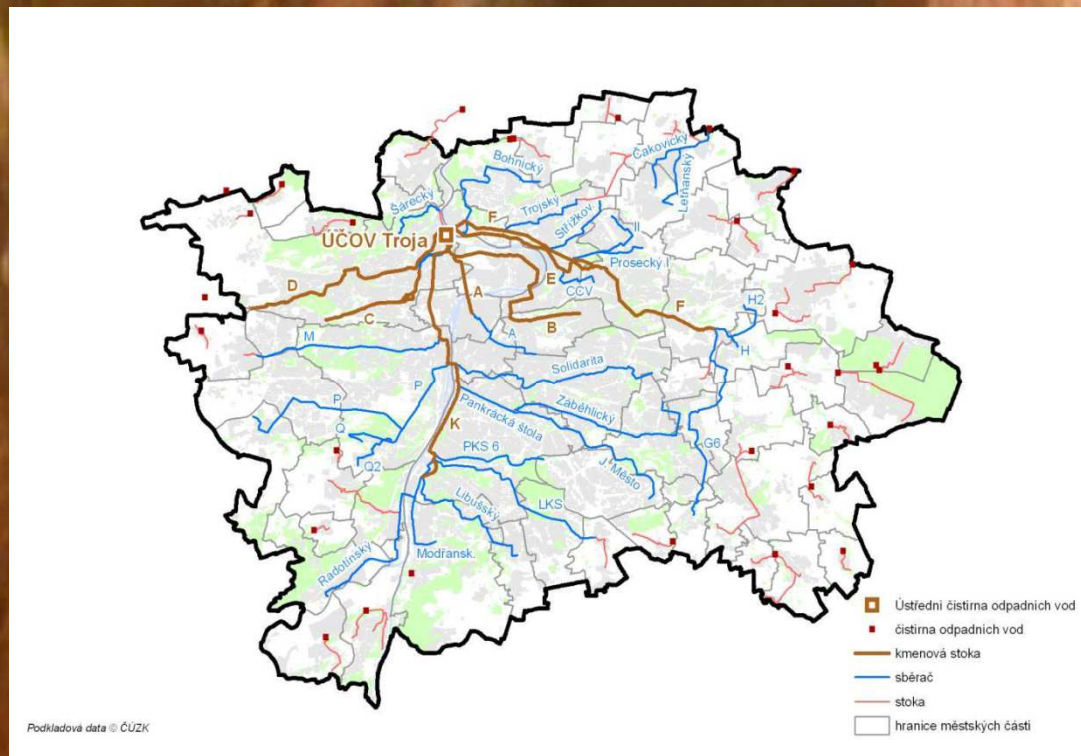 Čakovický
Bohnický
Letňanský
Šárecký
Trojský
Střížkov.
F
II
ÚČOV Troja
Prosecký I
E
D
CCV
A
F
H2
C
B
A
H
M
Solidarita
P
P
Záběhlický
Pankrácká štola
K
Q
G6
PKS 6
Q2
J. Město
Libušský
LKS
Modřansk.
Radotínský
Ústřední čistirna odpadních vod
čistirna odpadních vod
kmenová stoka
sběrač
stoka
hranice městských částí
Podkladová data © ČÚZK